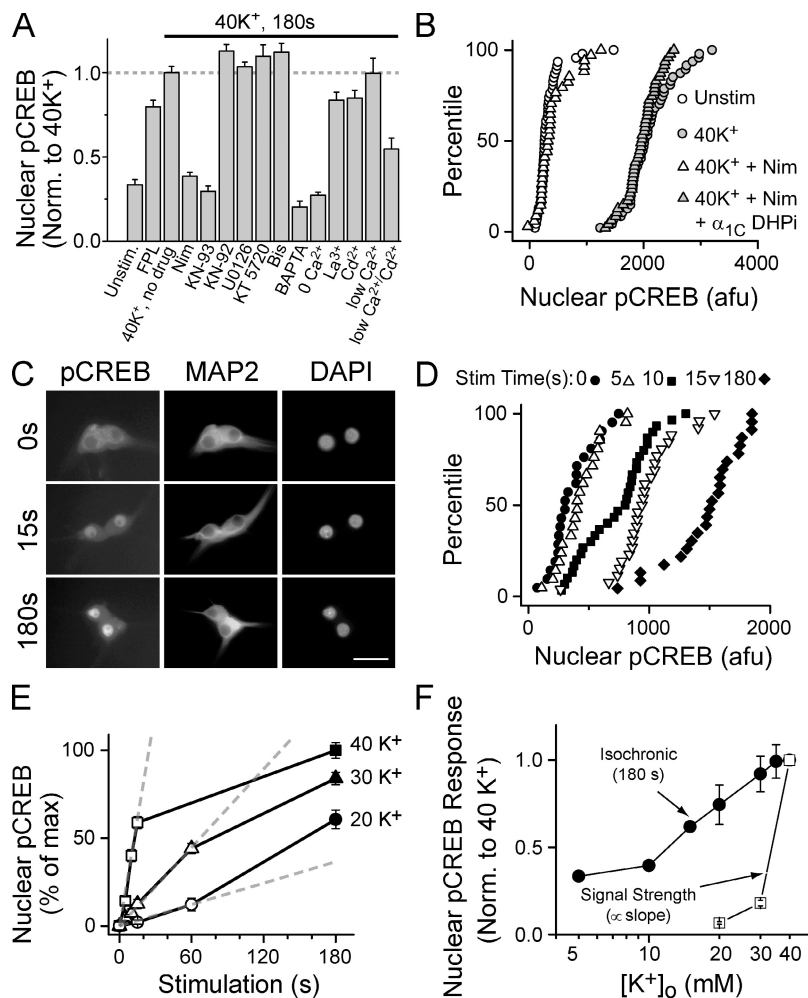 A
40K⁺, 180s
Nuclear pCREB
(Norm. to 40K⁺)
1.0
0.5
0.0
Unstim.
FPL
40K⁺, no drug
Nim
KN-93
KN-92
U0126
KT 5720
Bis
BAPTA
0 Ca²⁺
La³⁺
Cd²⁺
low Ca²⁺
low Ca²⁺/Cd²⁺
B
Percentile
100
50
0
0
2000
4000
Nuclear pCREB (afu)
Unstim
40K⁺
40K⁺ + Nim
40K⁺ + Nim
+ α1C DHPi
C
pCREB
MAP2
DAPI
0s
15s
180s
D
Stim Time(s): 0 5 10 15 180
Percentile
100
50
0
0
1000
2000
Nuclear pCREB (afu)
E
Nuclear pCREB
(% of max)
100
50
0
40 K⁺
30 K⁺
20 K⁺
0
60
120
180
Stimulation (s)
F
Nuclear pCREB Response
(Norm. to 40 K⁺)
1.0
0.5
0.0
Isochronic
(180 s)
Signal Strength
(∝ slope)
5
10
20
30
40
[K⁺]o (mM)